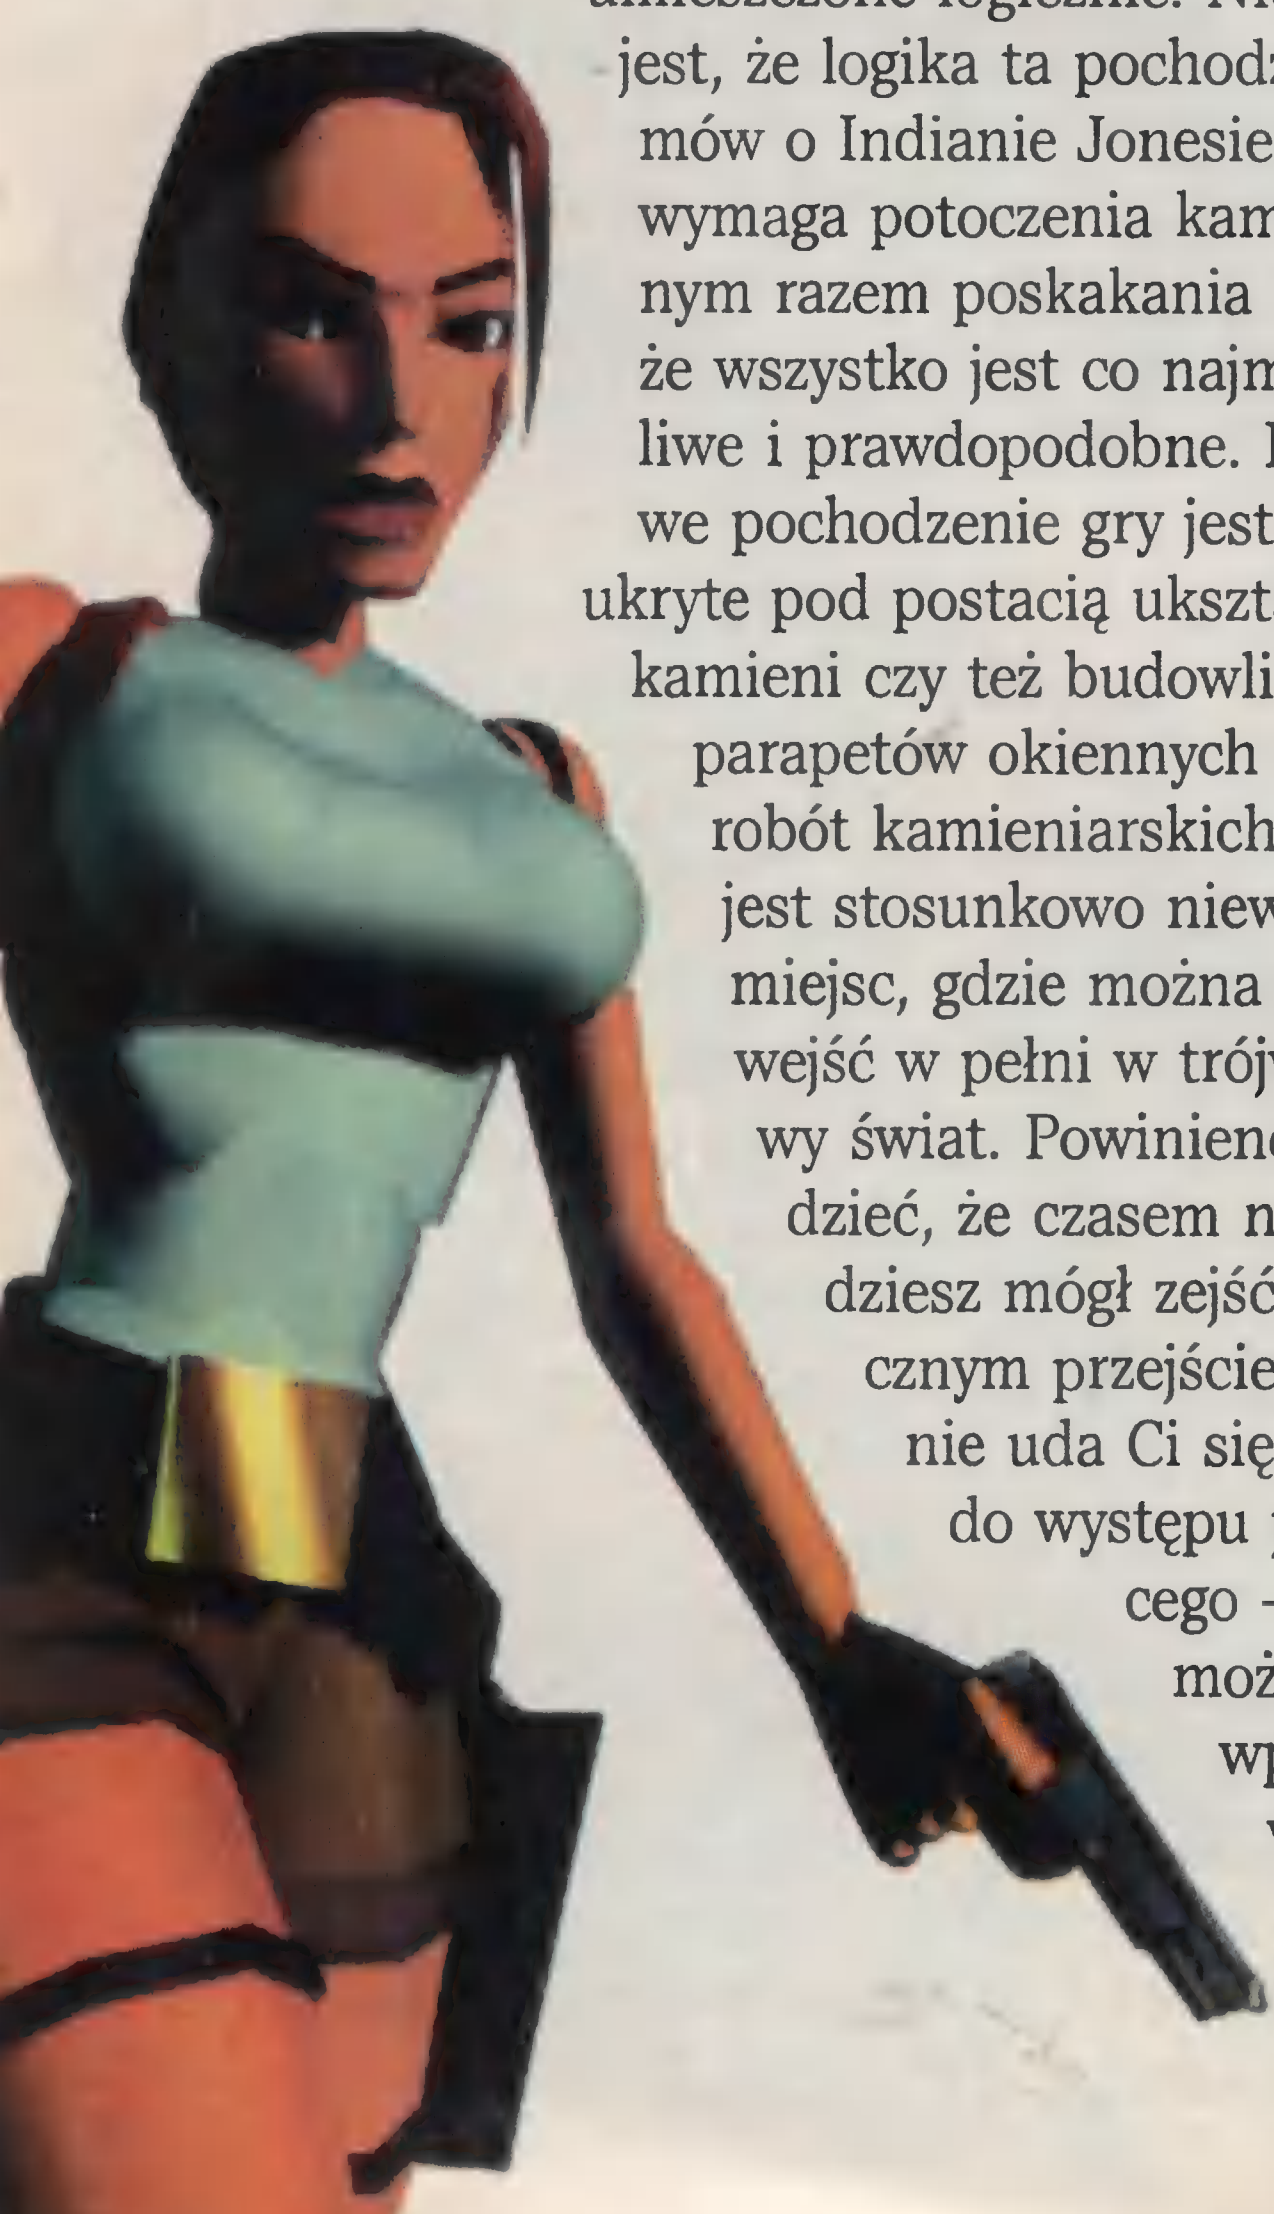 umieszczone logicznie. Ni
jest, że logika ta pochodz
mów o Indianie Jonesie
wymaga potoczenia kam
nym razem poskakania
że wszystko jest co najm
liwe i prawdopodobne.
we pochodzenie gry jest
ukryte pod postacią ukszt
kamieni czy też budowli
parapetów okiennych
robót kamieniarskich
jest stosunkowo niew
miejsc, gdzie można
wejść w pełni w trój
wy świat. Powinien
dzieć, że czasem n
dziesz mógł zejść
cznym przejście
nie uda Ci się
do występu
cego -
moż
wp